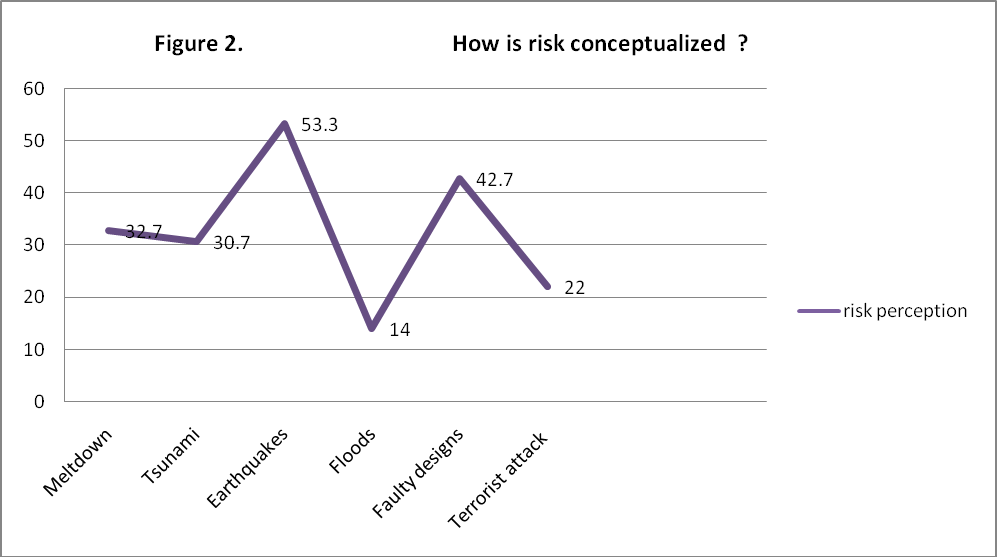 Figure 2. How is risk conceptualized ?
60
50
40
30
20
10
0
53.3
42.7
32.7
30.7
22
14
risk perception
Meltdown
Tsunami
Earthquakes
Floods
Faulty designs
Terrorist attack